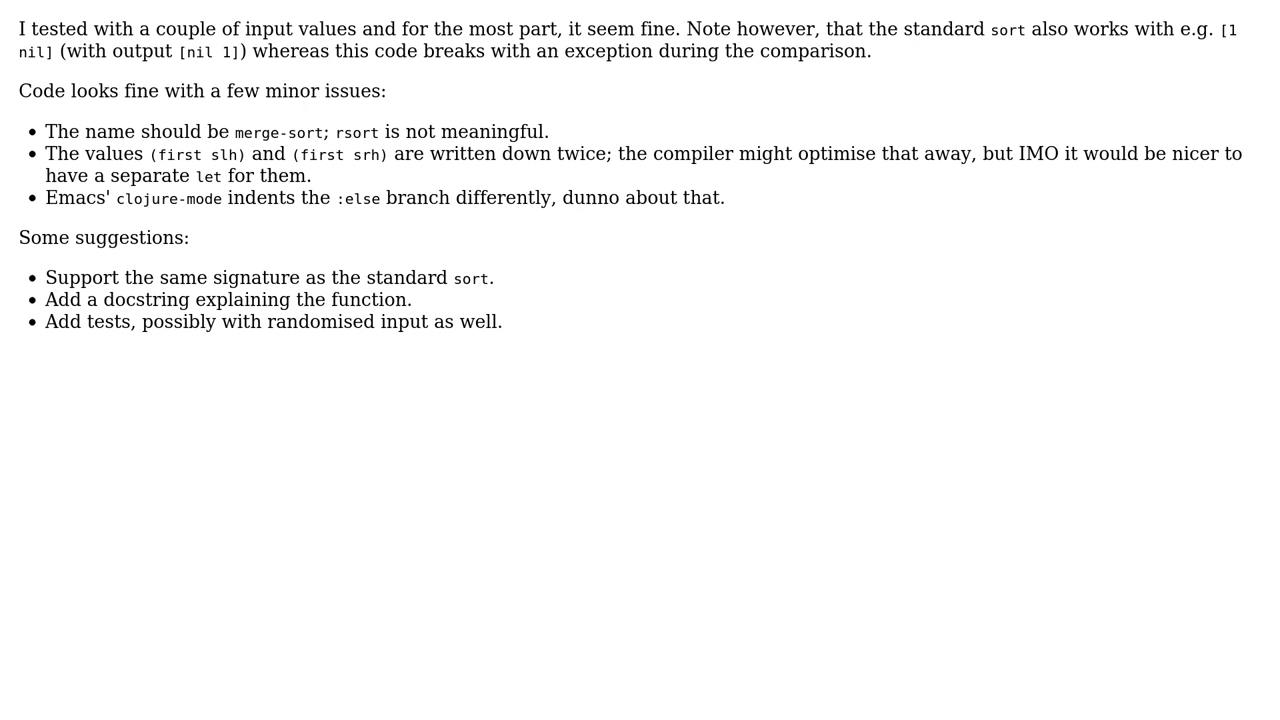 I tested with a couple of input values and for the most part, it seem fine. Note however, that the standard sort also works with e.g. [1
nil] (with output [nil 1]) whereas this code breaks with an exception during the comparison.
Code looks fine with a few minor issues:
• The name should be merge-sort; rsort is not meaningful.
• The values (first slh) and (first srh) are written down twice; the compiler might optimise that away, but IMO it would be nicer to
have a separate let for them.
• Emacs' clojure-mode indents the :else branch differently, dunno about that.
Some suggestions:
• Support the same signature as the standard sort.
• Add a docstring explaining the function.
• Add tests, possibly with randomised input as well.